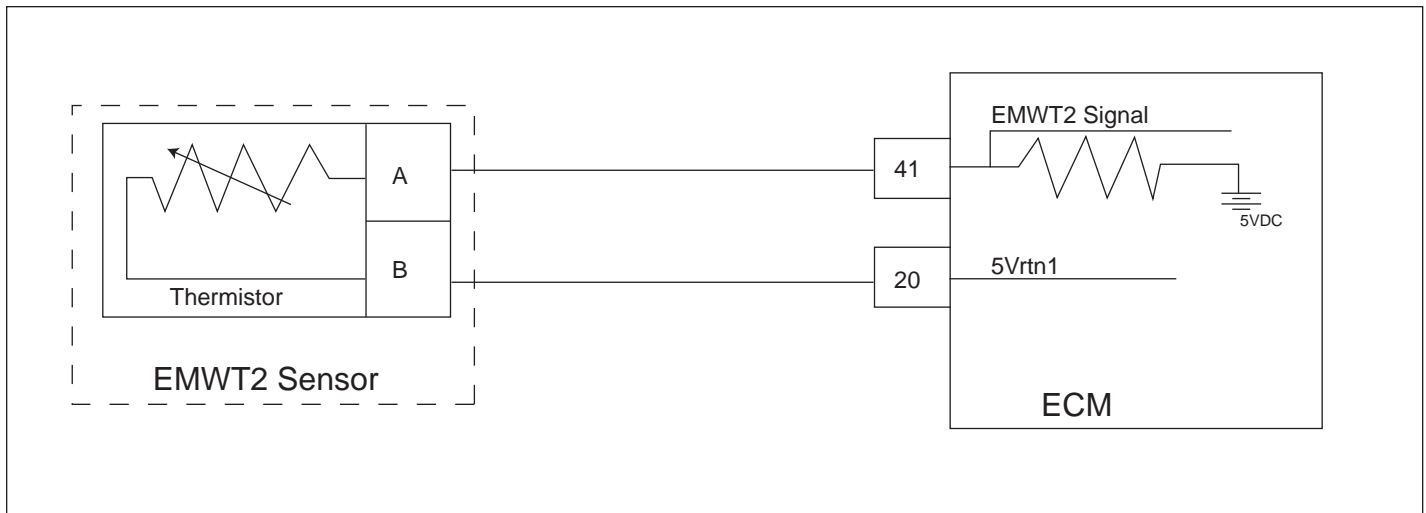 EMWT2 Signal
A
41
5VDC
B
20
5Vrtn1
Thermistor
EMWT2 Sensor
ECM